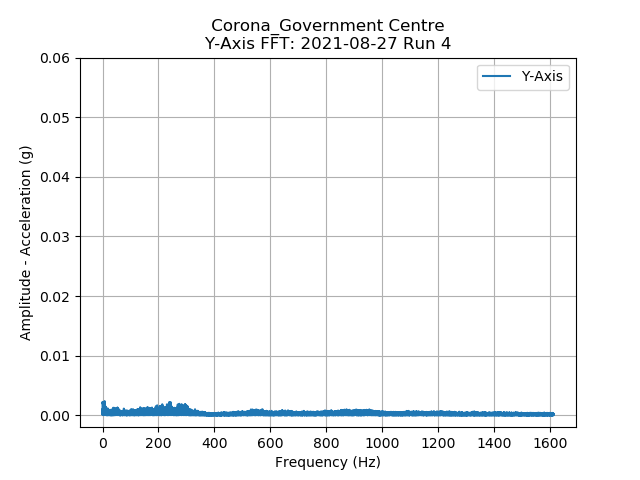 Corona_Government Centre
Y-Axis FFT: 2021-08-27 Run 4
Y-Axis
0.06
0.05
0.04
0.03
0.02
0.01
0.00
Amplitude - Acceleration (g)
0 200 400 600 800 1000 1200 1400 1600
Frequency (Hz)